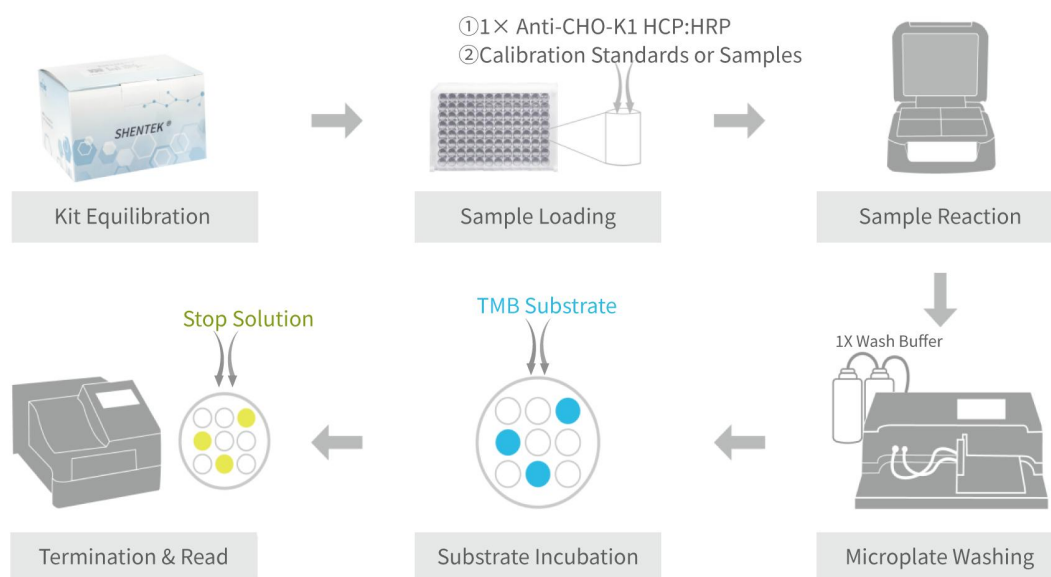 ①1× Anti-CHO-K1 HCP:HRP
②Calibration Standards or Samples
SHENTEK®
Kit Equilibration
Sample Loading
Sample Reaction
Stop Solution
TMB Substrate
1X Wash Buffer
Termination & Read
Substrate Incubation
Microplate Washing